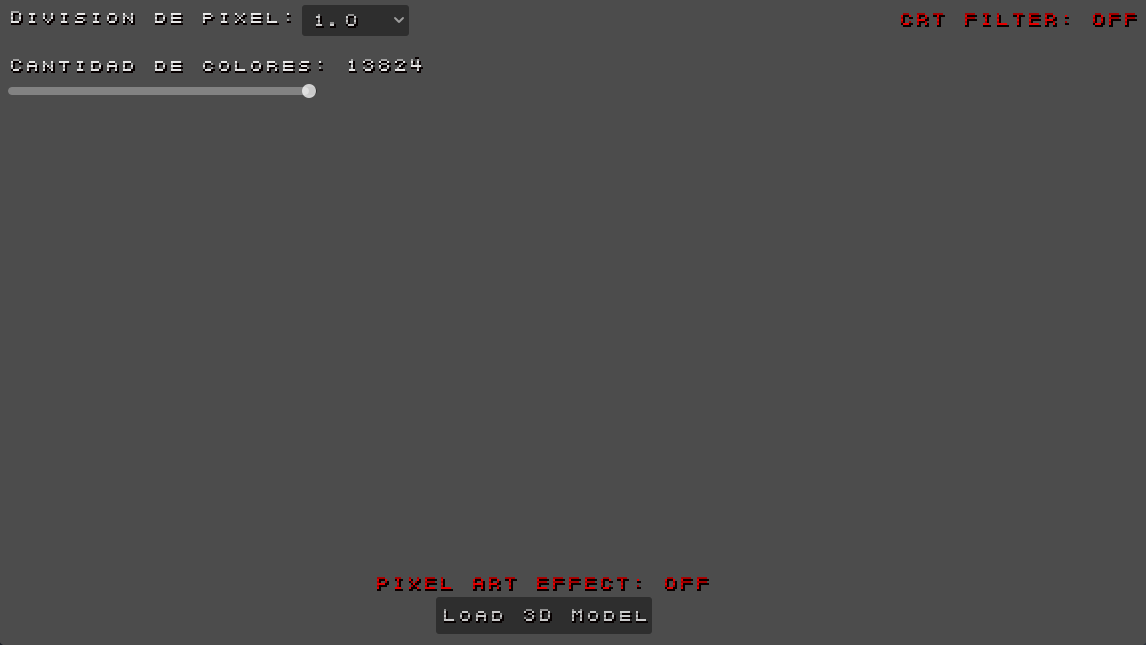 DIVISION DE PIXEL: 1.0
CRT FILTER: OFF
CANTIDAD DE COLORES: 13824
PIXEL ART EFFECT: OFF
LOAD 3D MODEL